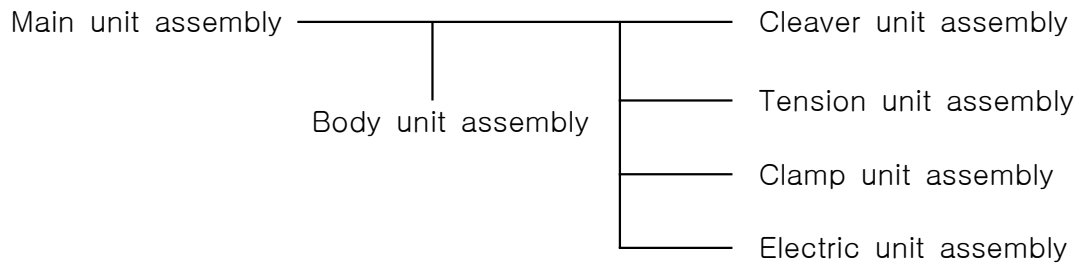 Main unit assembly
Cleaver unit assembly
Tension unit assembly
Body unit assembly
Clamp unit assembly
Electric unit assembly